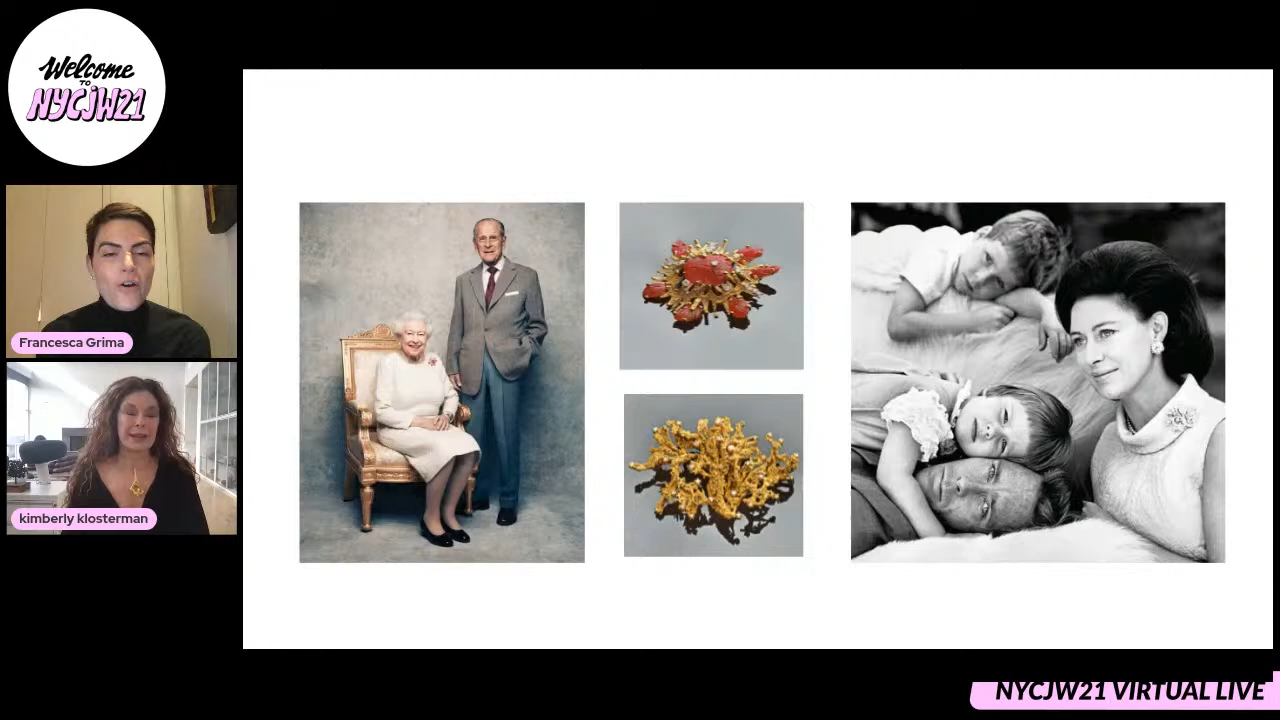 Welcome
TO
NYCJW21
Francesca Grima
kimberly klosterman
NYCJW21 VIRTUAL LIVE